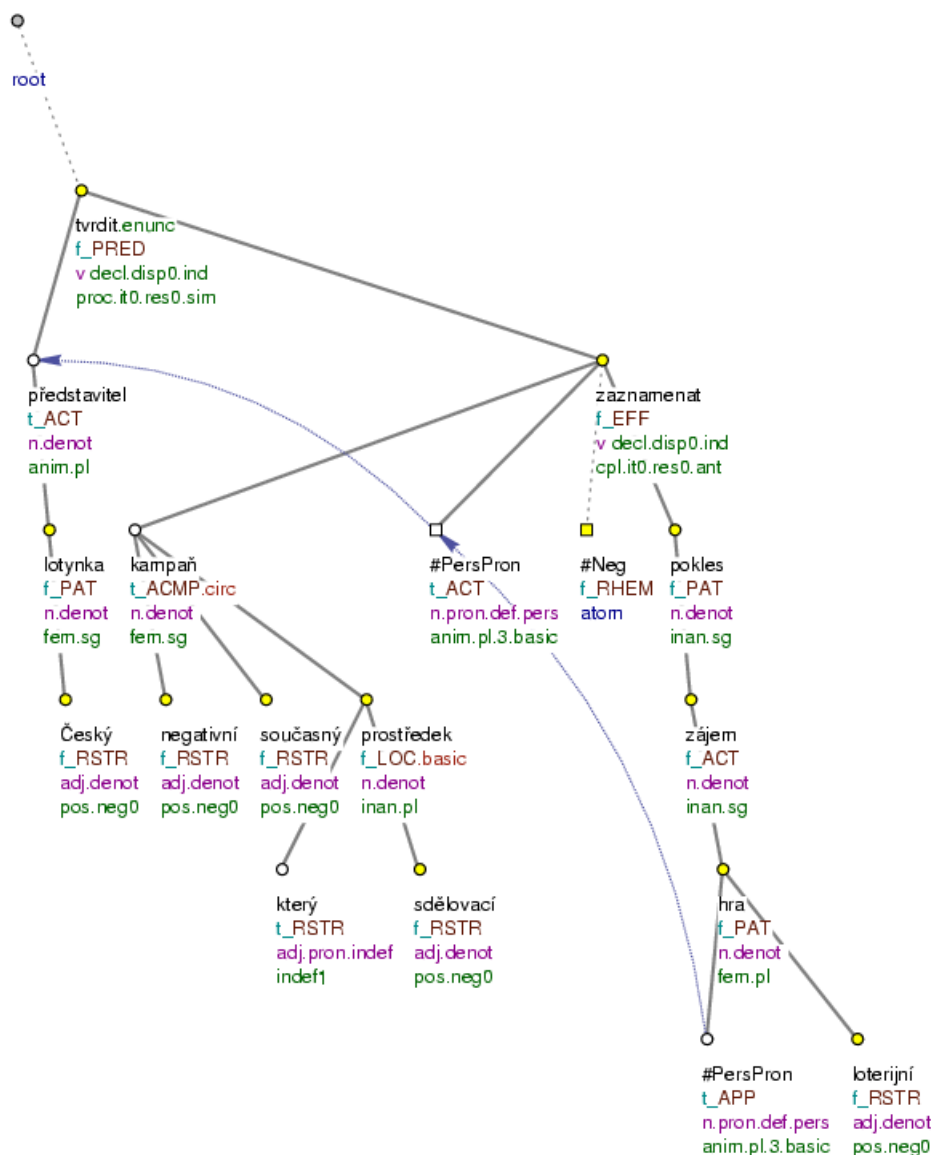 root
tvrdit.enunc
f_PRED
v decl.disp0.ind
proc.it0.res0.sim
představitel
t_ACT
n.denot
anim.pl
zaznamenat
f_EFF
v decl.disp0.ind
cpl.it0.res0.ant
lotynka
f_PAT
n.denot
fem.sg
kampaň
t_ACMP.circ
n.denot
fem.sg
#PersPron
t_ACT
n.pron.def.pers
anim.pl.3.basic
#Neg
f_RHEM
atom
pokles
f_PAT
n.denot
inan.sg
Český
f_RSTR
adj.denot
pos.neg0
negativní
f_RSTR
adj.denot
pos.neg0
současný
f_RSTR
adj.denot
pos.neg0
prostředek
f_LOC.basic
n.denot
inan.pl
zájem
f_ACT
n.denot
inan.sg
který
t_RSTR
adj.pron.indef
indef1
sdělovací
f_RSTR
adj.denot
pos.neg0
hra
f_PAT
n.denot
fem.pl
#PersPron
t_APP
n.pron.def.pers
anim.pl.3.basic
loterijní
f_RSTR
adj.denot
pos.neg0